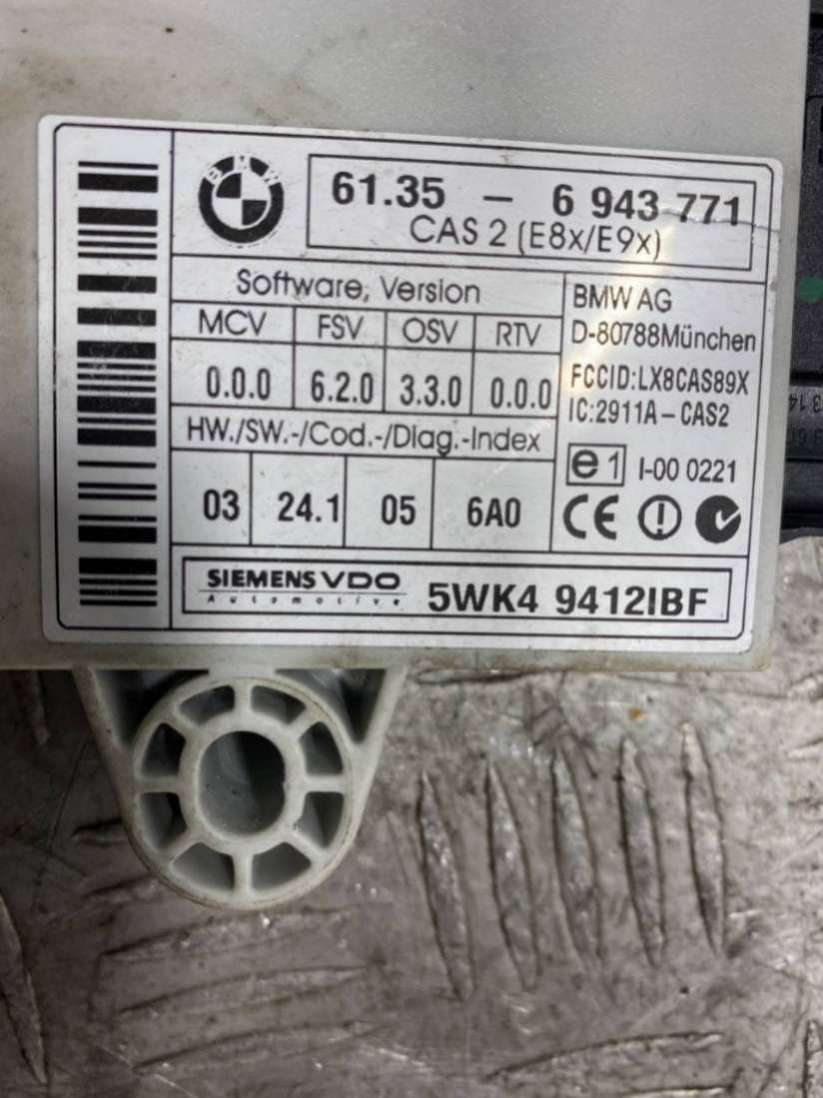 BMW
61.35 – 6 943 771
CAS 2 (E8x/E9x)
Software, Version
MCV FSV OSV RTV
0.0.0 6.2.0 3.3.0 0.0.0
HW./SW.-/Cod.-/Diag.-Index
03 24.1 05 6A0
BMW AG
D-80788München
FCCID:LX8CAS89X
IC:2911A-CAS2
e1 I-00 0221
CE
SIEMENS VDO
Automotive
5WK4 9412IBF